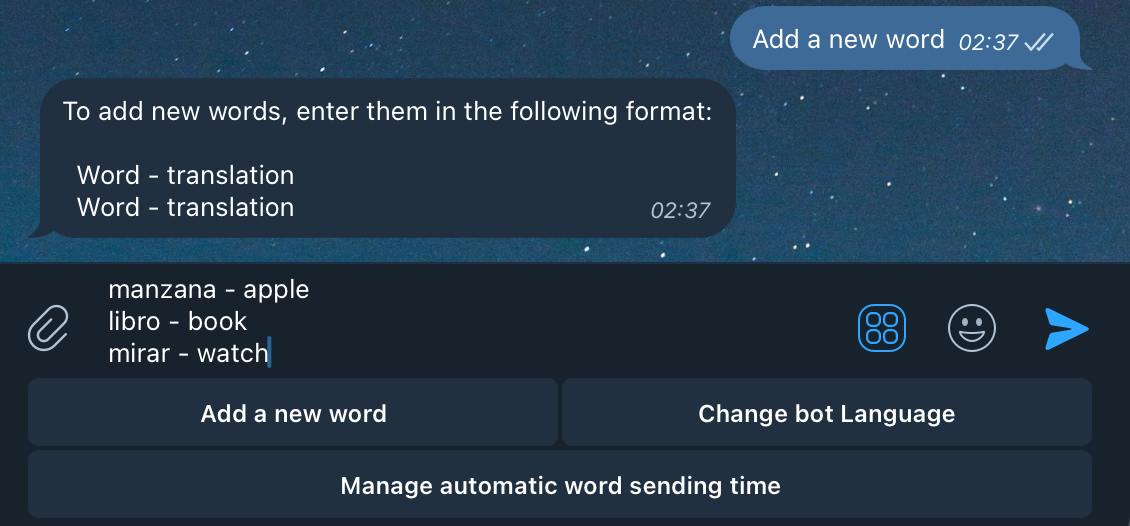 Add a new word 02:37
To add new words, enter them in the following format:
Word - translation
Word - translation
02:37
manzana - apple
libro - book
mirar - watch
Add a new word
Change bot Language
Manage automatic word sending time